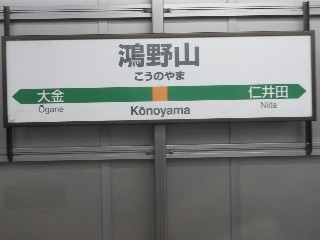 鴻野山
こうのやま
大金
Ōgane
Kōnoyama
仁井田
Niita